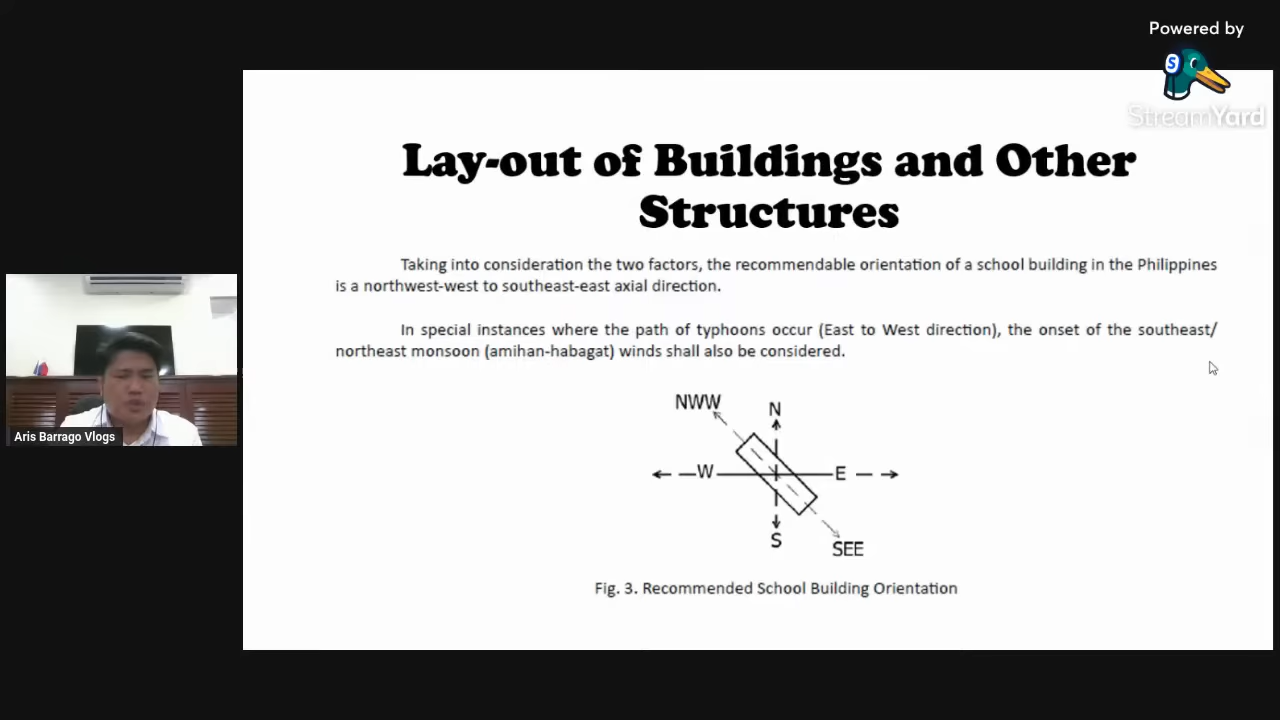 Powered by
S
StreamYard
Lay-out of Buildings and Other
Structures
Taking into consideration the two factors, the recommendable orientation of a school building in the Philippines
is a northwest-west to southeast-east axial direction.
In special instances where the path of typhoons occur (East to West direction), the onset of the southeast/
northeast monsoon (amihan-habagat) winds shall also be considered.
NWW
N
W
E
S
SEE
Fig. 3. Recommended School Building Orientation
Aris Barrago Vlogs